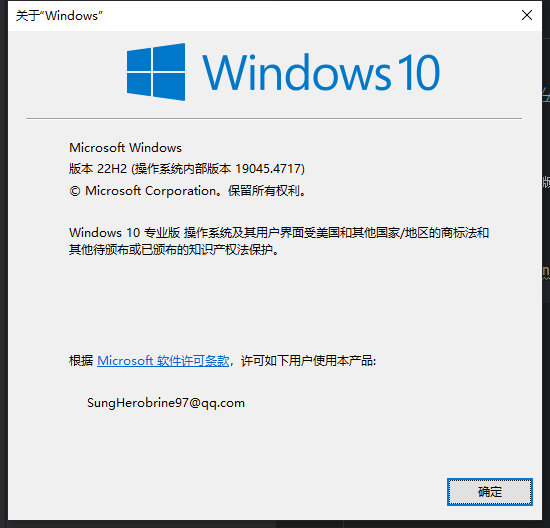 关于“Windows”
Windows 10
Microsoft Windows
版本 22H2 (操作系统内部版本 19045.4717)
© Microsoft Corporation。保留所有权利。
Windows 10 专业版 操作系统及其用户界面受美国和其他国家/地区的商标法和
其他待颁布或已颁布的知识产权法保护。
根据 Microsoft 软件许可条款，许可如下用户使用本产品:
SungHerobrine97@qq.com
确定